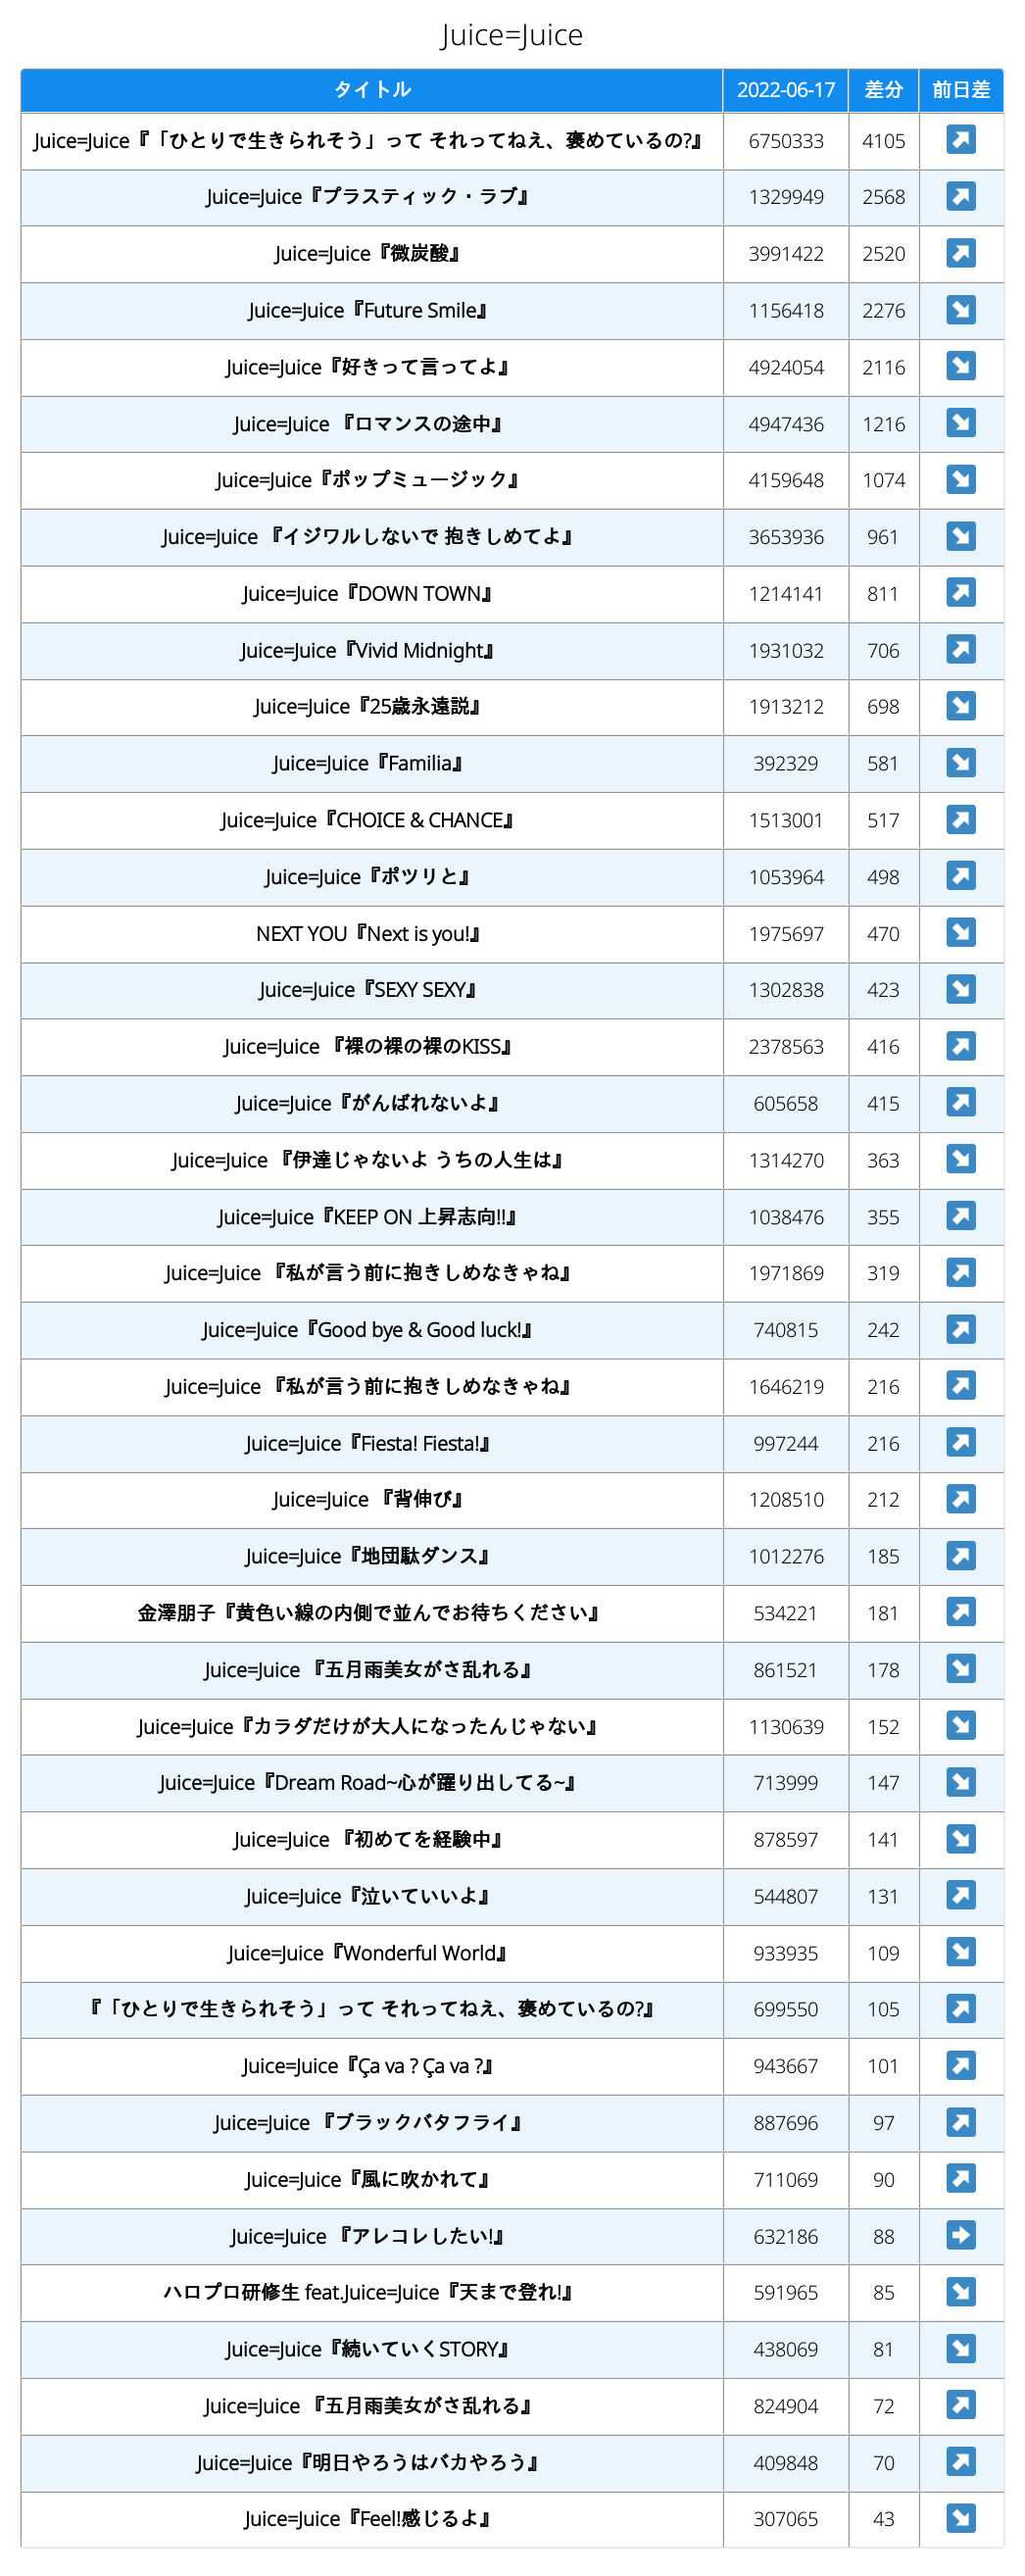 Juice=Juice
タイトル 2022-06-17 差分 前日差
Juice=Juice『「ひとりで生きられそう」って それってねえ、褒めているの?』 6750333 4105
Juice=Juice『プラスティック・ラブ』 1329949 2568
Juice=Juice『微炭酸』 3991422 2520
Juice=Juice『Future Smile』 1156418 2276
Juice=Juice『好きって言ってよ』 4924054 2116
Juice=Juice 『ロマンスの途中』 4947436 1216
Juice=Juice『ポップミュージック』 4159648 1074
Juice=Juice 『イジワルしないで 抱きしめてよ』 3653936 961
Juice=Juice『DOWN TOWN』 1214141 811
Juice=Juice『Vivid Midnight』 1931032 706
Juice=Juice『25歳永遠説』 1913212 698
Juice=Juice『Familia』 392329 581
Juice=Juice『CHOICE & CHANCE』 1513001 517
Juice=Juice『ポツリと』 1053964 498
NEXT YOU『Next is you!』 1975697 470
Juice=Juice『SEXY SEXY』 1302838 423
Juice=Juice 『裸の裸の裸のKISS』 2378563 416
Juice=Juice『がんばれないよ』 605658 415
Juice=Juice 『伊達じゃないよ うちの人生は』 1314270 363
Juice=Juice『KEEP ON 上昇志向!!』 1038476 355
Juice=Juice 『私が言う前に抱きしめなきゃね』 1971869 319
Juice=Juice『Good bye & Good luck!』 740815 242
Juice=Juice 『私が言う前に抱きしめなきゃね』 1646219 216
Juice=Juice『Fiesta! Fiesta!』 997244 216
Juice=Juice 『背伸び』 1208510 212
Juice=Juice『地団駄ダンス』 1012276 185
金澤朋子『黄色い線の内側で並んでお待ちください』 534221 181
Juice=Juice 『五月雨美女がさ乱れる』 861521 178
Juice=Juice『カラダだけが大人になったんじゃない』 1130639 152
Juice=Juice『Dream Road~心が躍り出してる~』 713999 147
Juice=Juice 『初めてを経験中』 878597 141
Juice=Juice『泣いていいよ』 544807 131
Juice=Juice『Wonderful World』 933935 109
『「ひとりで生きられそう」って それってねえ、褒めているの?』 699550 105
Juice=Juice『Ça va ? Ça va ?』 943667 101
Juice=Juice 『ブラックバタフライ』 887696 97
Juice=Juice『風に吹かれて』 711069 90
Juice=Juice 『アレコレしたい!』 632186 88
ハロプロ研修生 feat.Juice=Juice『天まで登れ!』 591965 85
Juice=Juice『続いていくSTORY』 438069 81
Juice=Juice 『五月雨美女がさ乱れる』 824904 72
Juice=Juice『明日やろうはバカやろう』 409848 70
Juice=Juice『Feel!感じるよ』 307065 43